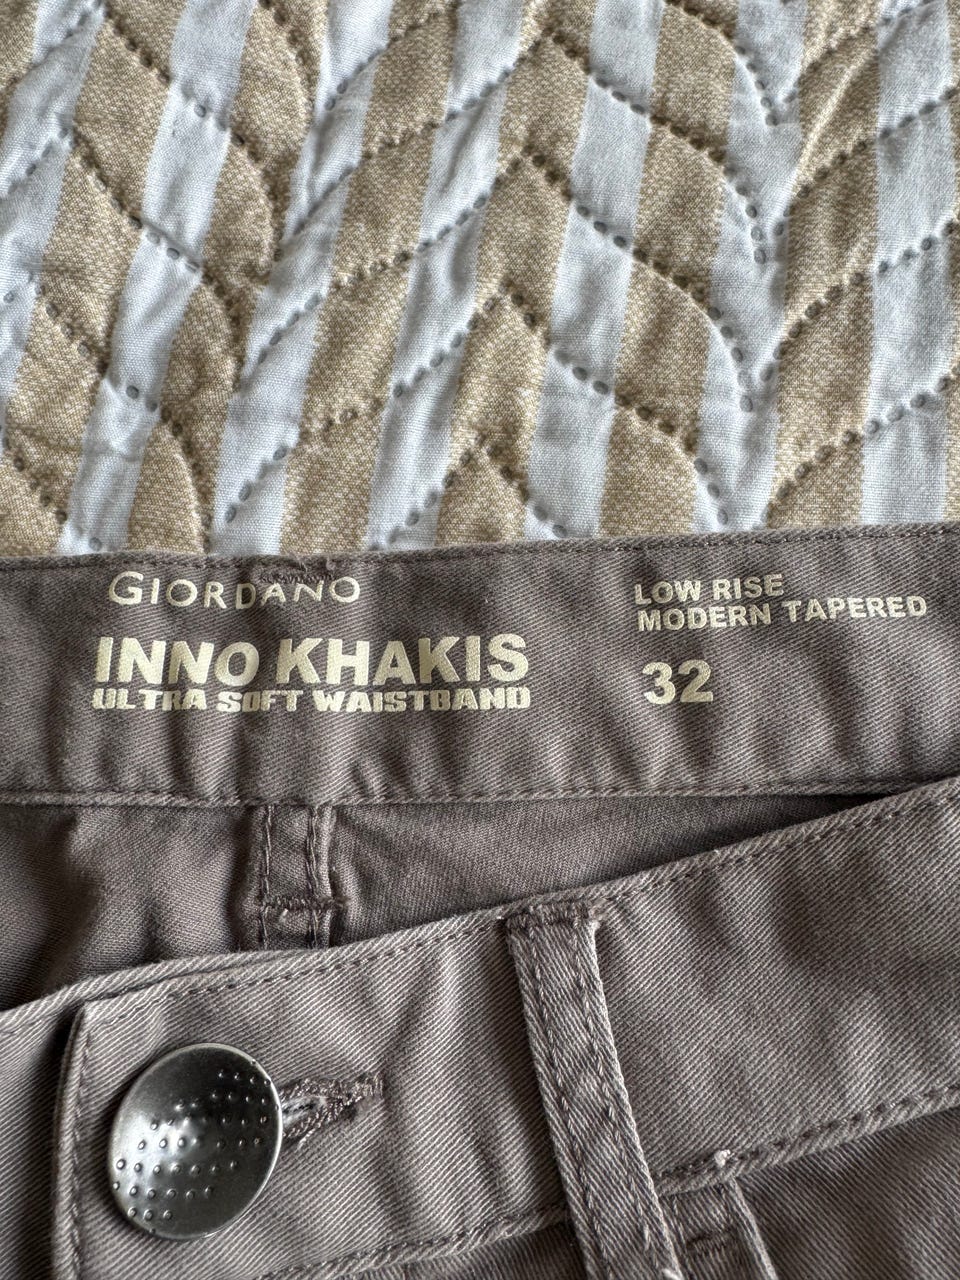 GIORDANO
INNO KHAKIS
ULTRA SOFT WAISTBAND
LOW RISE
MODERN TAPERED
32